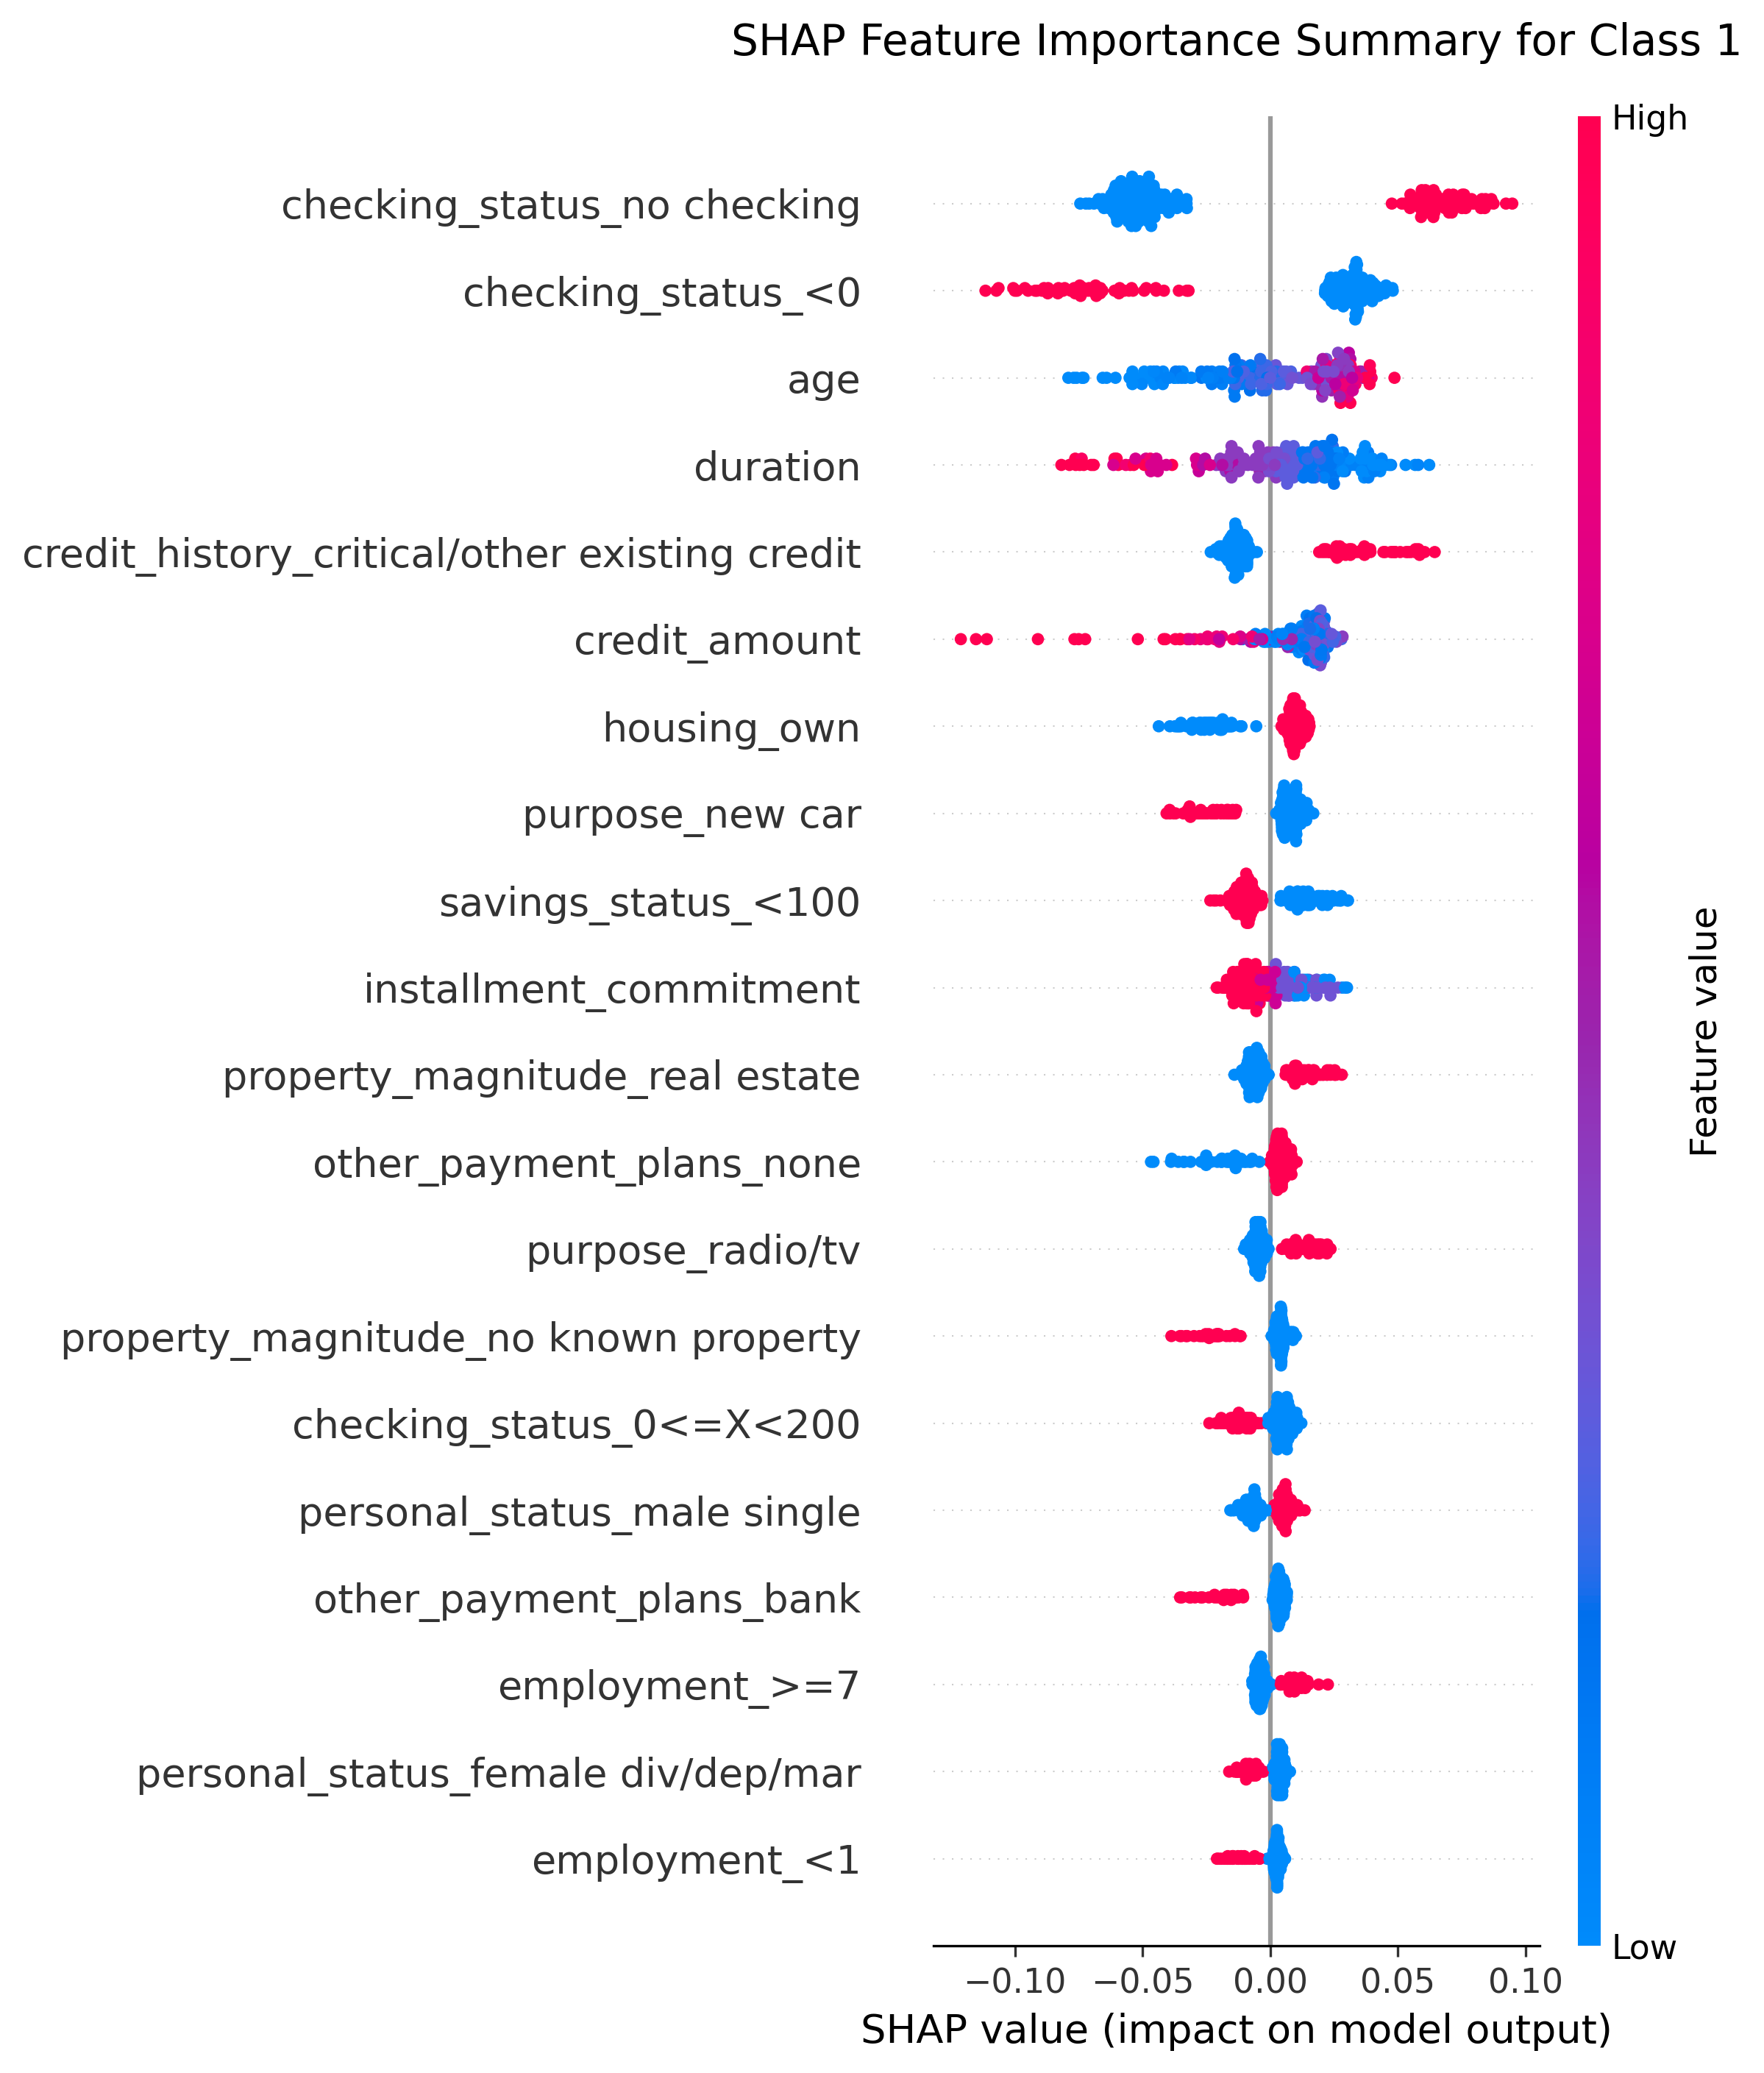 SHAP Feature Importance Summary for Class 1
High
checking_status_no checking
checking_status_<0
age
duration
credit_history_critical/other existing credit
credit_amount
housing_own
purpose_new car
savings_status_<100
installment_commitment
property_magnitude_real estate
other_payment_plans_none
purpose_radio/tv
property_magnitude_no known property
checking_status_0<=X<200
personal_status_male single
other_payment_plans_bank
employment_>=7
personal_status_female div/dep/mar
employment_<1
Feature value
Low
−0.10 −0.05 0.00 0.05 0.10
SHAP value (impact on model output)